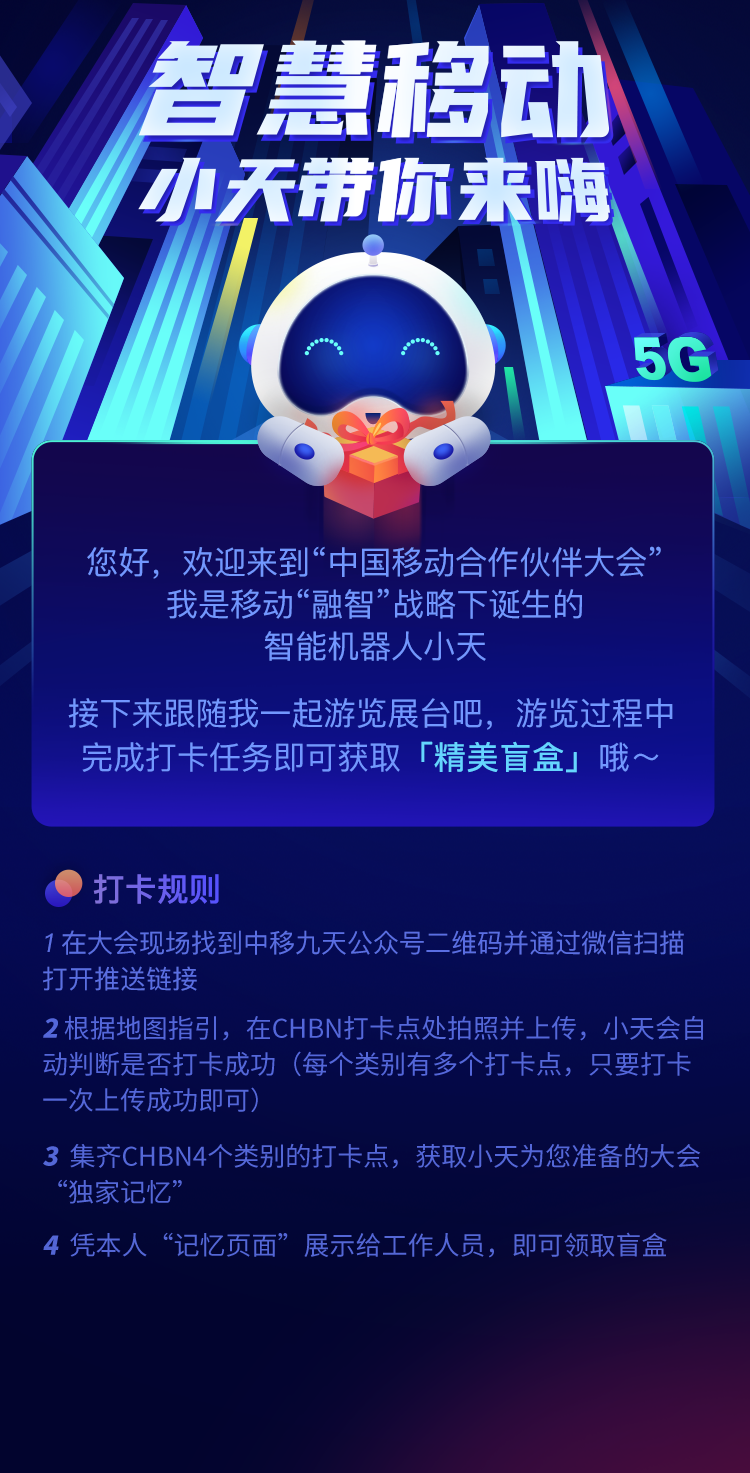 智慧移动
小天带你来嗨
5G
您好，欢迎来到“中国移动合作伙伴大会”
我是移动“融智”战略下诞生的
智能机器人小天
接下来跟随我一起游览展台吧，游览过程中
完成打卡任务即可获取「精美盲盒」哦～
打卡规则
1 在大会现场找到中移九天公众号二维码并通过微信扫描
打开推送链接
2 根据地图指引，在CHBN打卡点处拍照并上传，小天会自
动判断是否打卡成功（每个类别有多个打卡点，只要打卡
一次上传成功即可）
3 集齐CHBN4个类别的打卡点，获取小天为您准备的大会
“独家记忆”
4 凭本人“记忆页面”展示给工作人员，即可领取盲盒